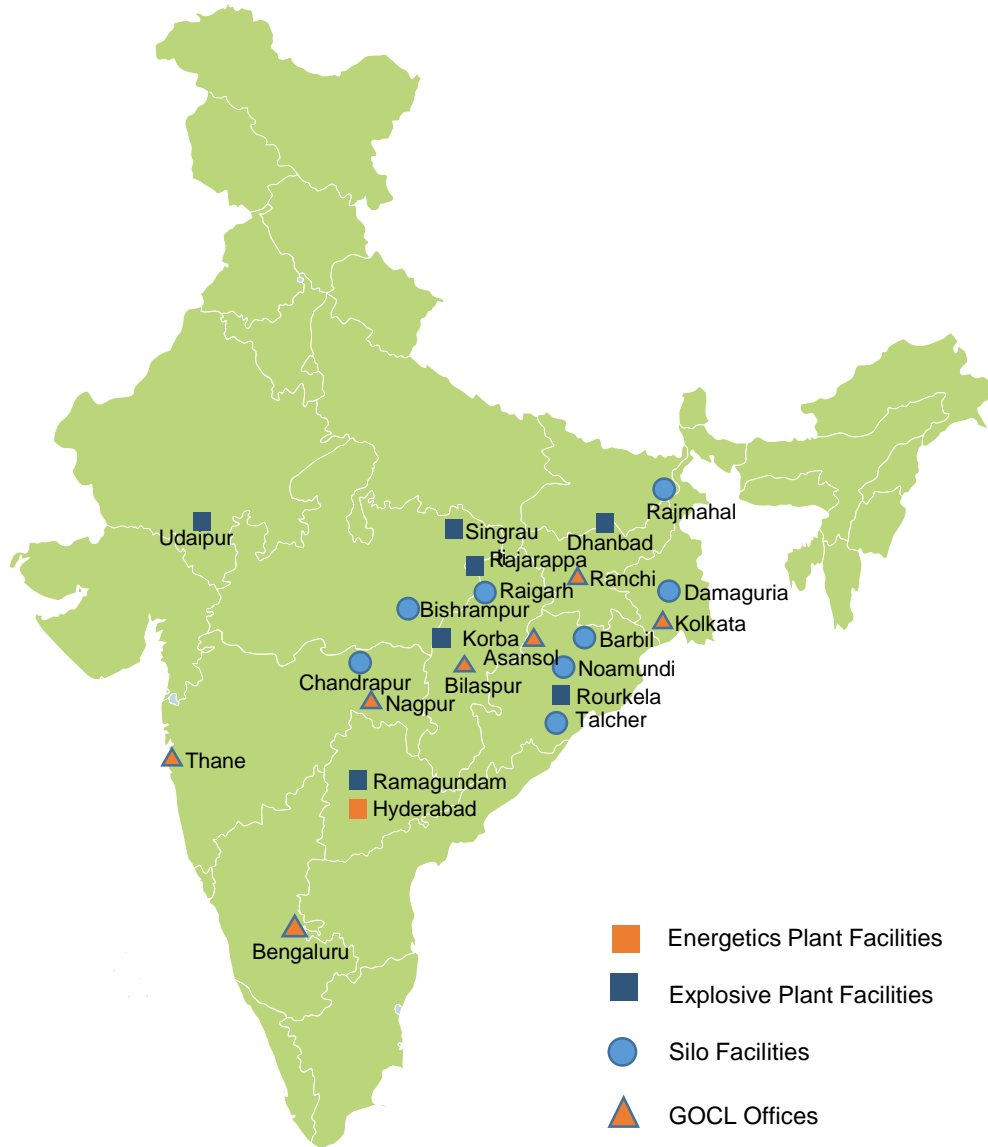 Rajmahal
Udaipur
Singrau
li
Dhanbad
Rajarappa
Ranchi
Raigarh
Damaguria
Bishrampur
Kolkata
Korba
Barbil
Asansol
Noamundi
Chandrapur
Bilaspur
Nagpur
Rourkela
Talcher
Thane
Ramagundam
Hyderabad
Bengaluru
Energetics Plant Facilities
Explosive Plant Facilities
Silo Facilities
GOCL Offices